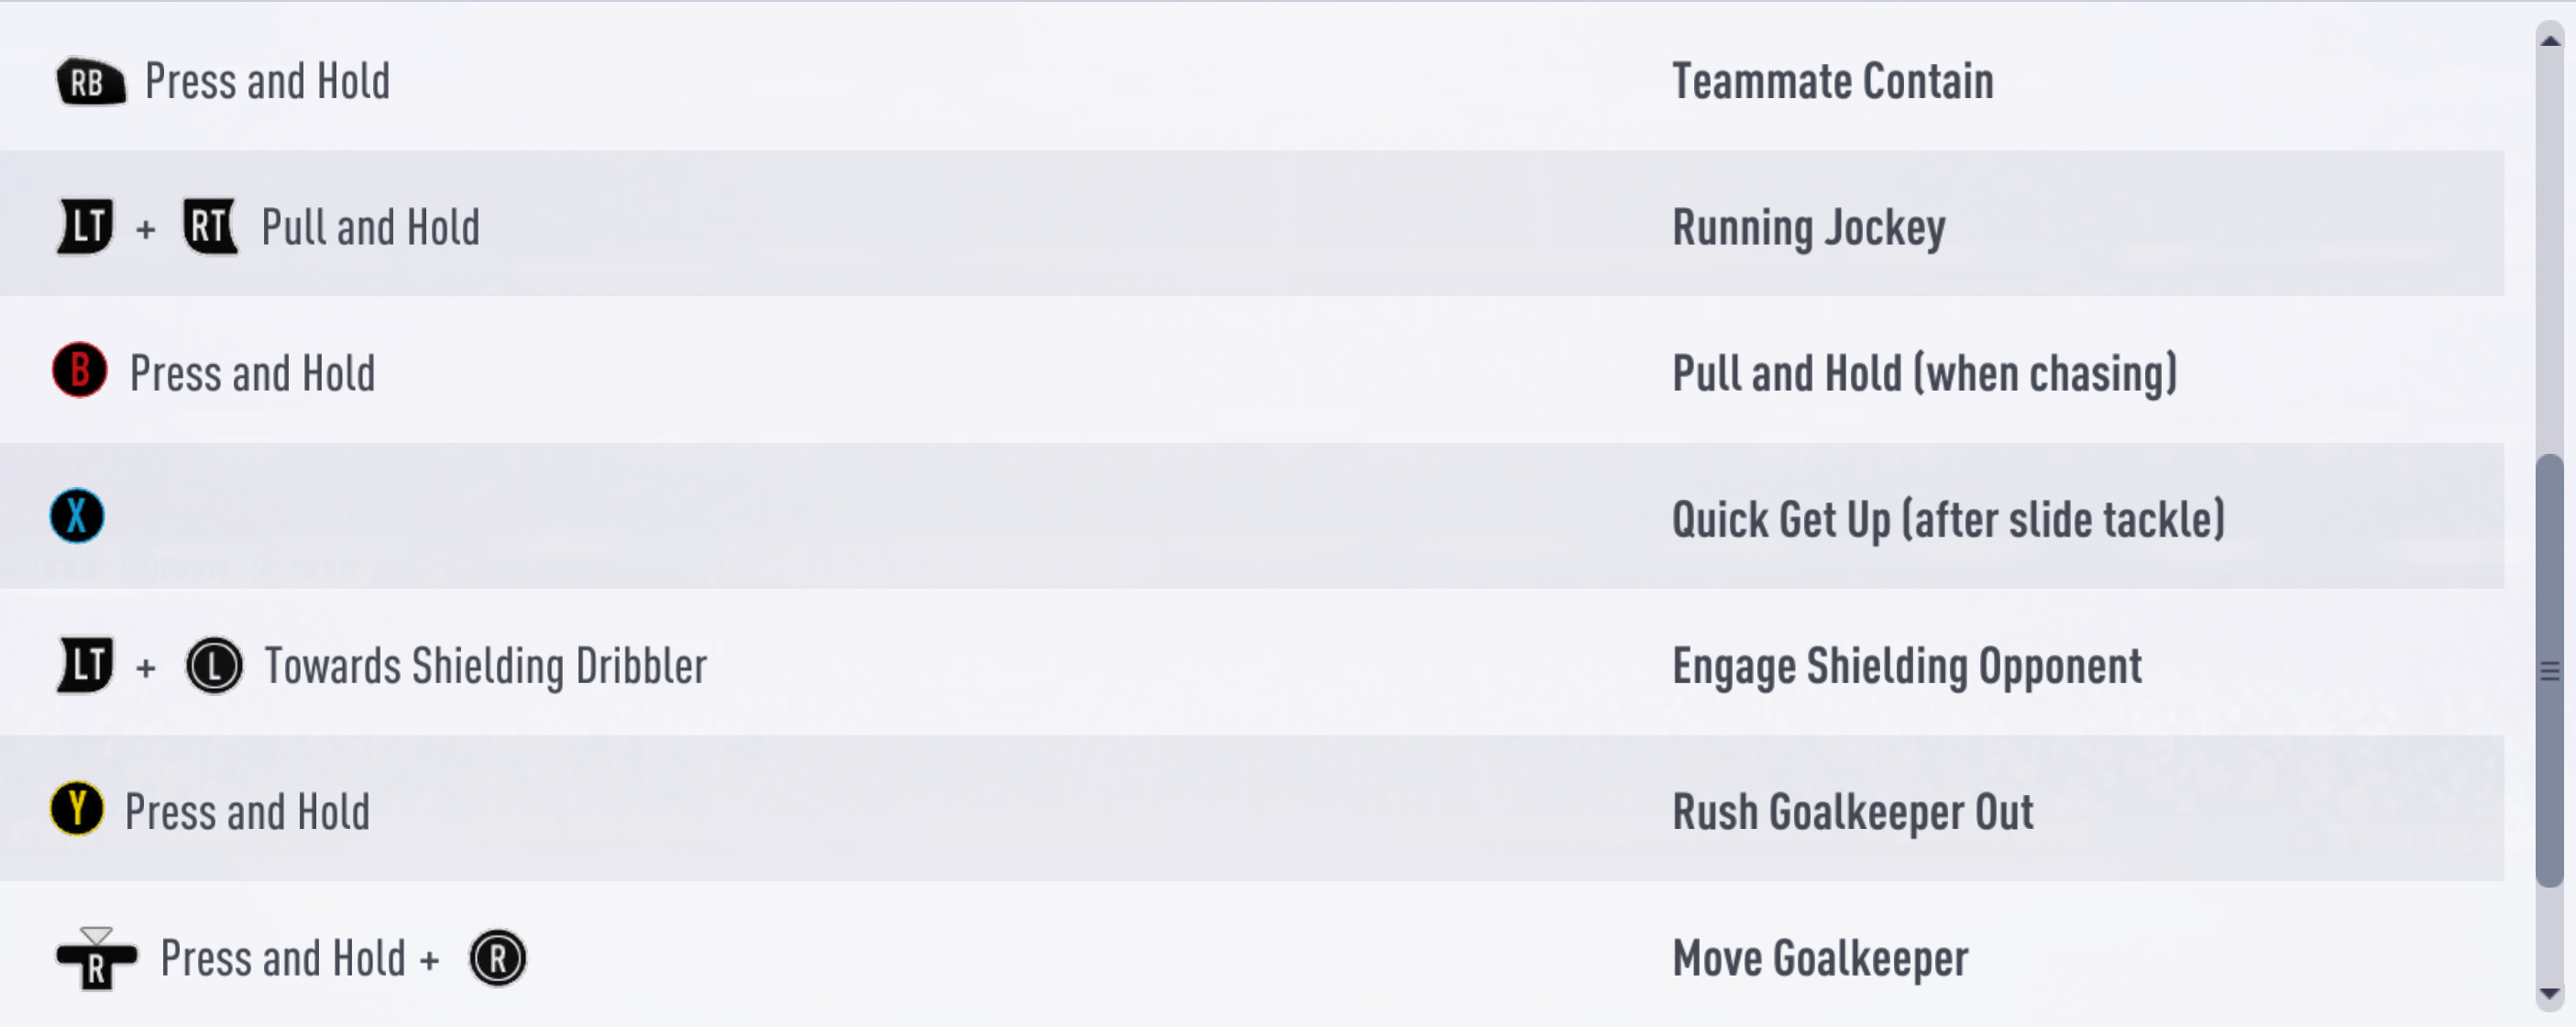 RB Press and Hold Teammate Contain
LT + RT Pull and Hold Running Jockey
B Press and Hold Pull and Hold (when chasing)
X Quick Get Up (after slide tackle)
LT + L Towards Shielding Dribbler Engage Shielding Opponent
Y Press and Hold Rush Goalkeeper Out
R Press and Hold + R Move Goalkeeper